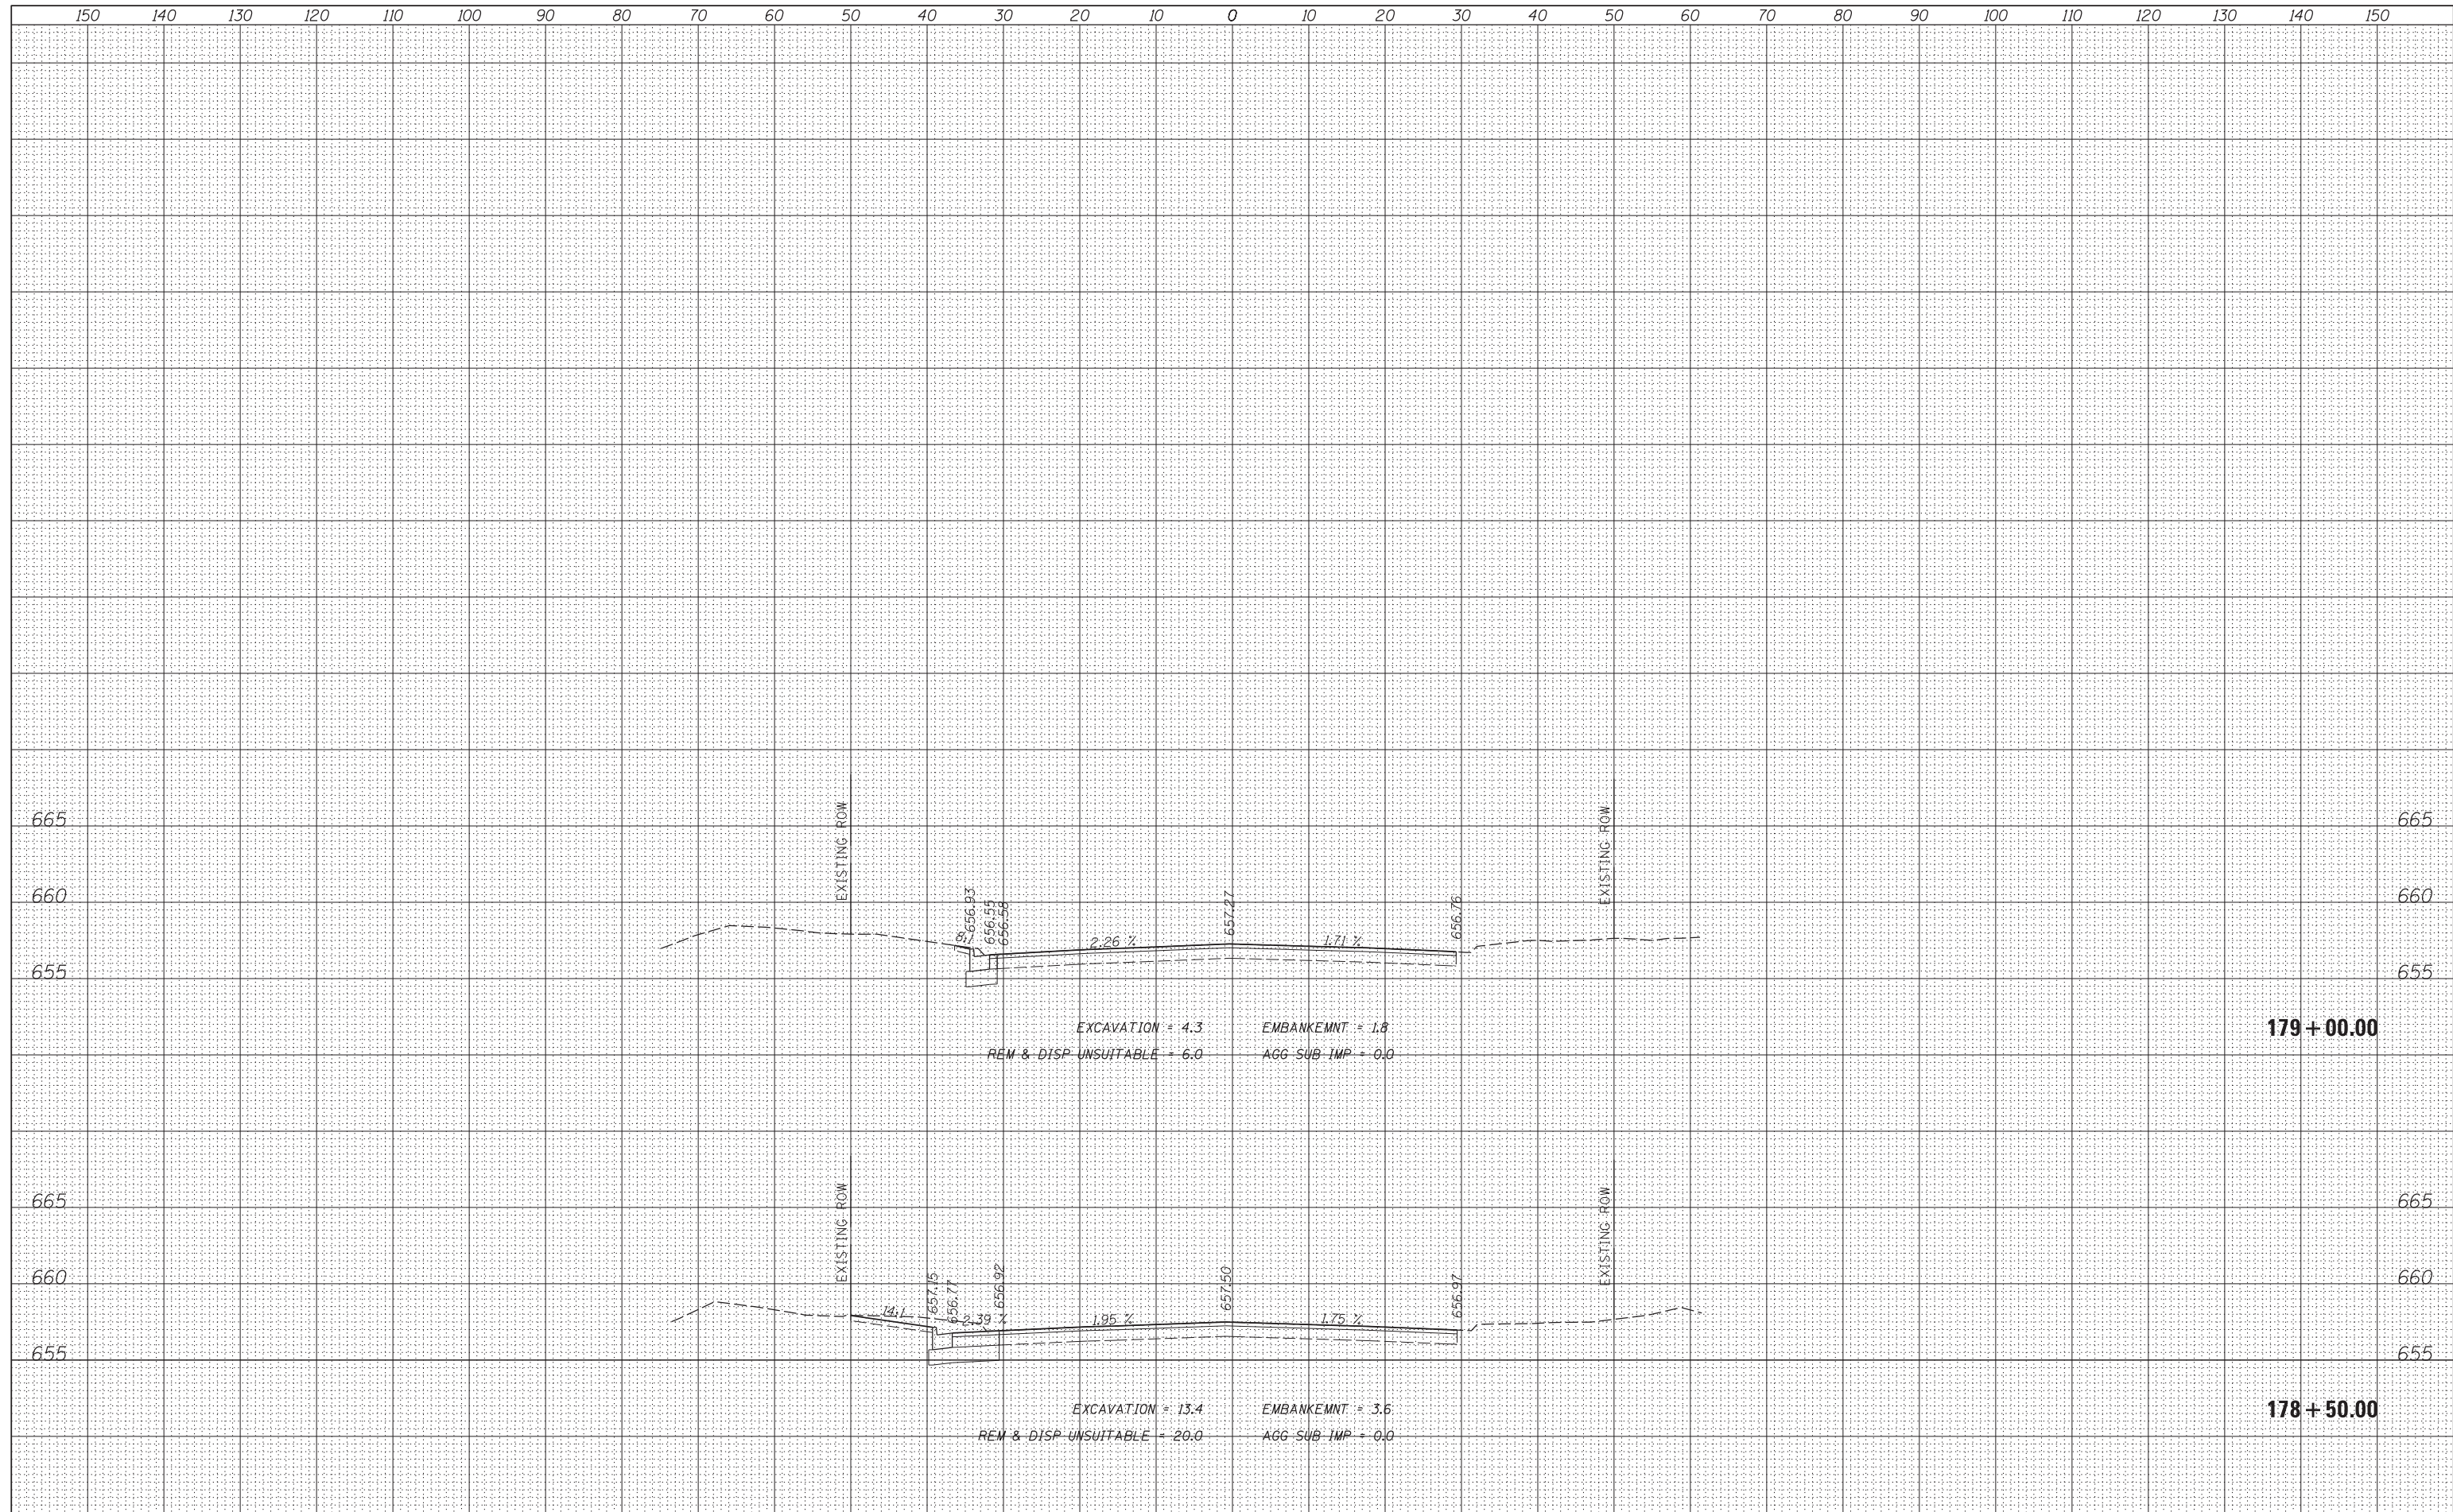 150 140 130 120 110 100 90 80 70 60 50 40 30 20 10 0 10 20 30 40 50 60 70 80 90 100 110 120 130 140 150
665 665
EXISTING ROW
EXISTING ROW
660 660
656.93
656.55
656.58
657.27
656.76
8:1
2.26 %
1.71 %
655 655
EXCAVATION = 4.3 EMBANKEMNT = 1.8
179+00.00
REM & DISP UNSUITABLE = 6.0 AGG SUB IMP = 0.0
665 665
EXISTING ROW
EXISTING ROW
660 660
657.15
656.77
656.92
657.50
656.97
14:1
2.39 %
1.95 %
1.75 %
655 655
EXCAVATION = 13.4 EMBANKEMNT = 3.6
178+50.00
REM & DISP UNSUITABLE = 20.0 AGG SUB IMP = 0.0